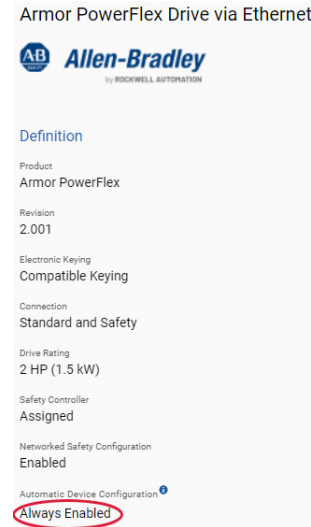 Armor PowerFlex Drive via Ethernet
AB
Allen-Bradley
by ROCKWELL AUTOMATION
Definition
Product
Armor PowerFlex
Revision
2.001
Electronic Keying
Compatible Keying
Connection
Standard and Safety
Drive Rating
2 HP (1.5 kW)
Safety Controller
Assigned
Networked Safety Configuration
Enabled
Automatic Device Configuration
Always Enabled